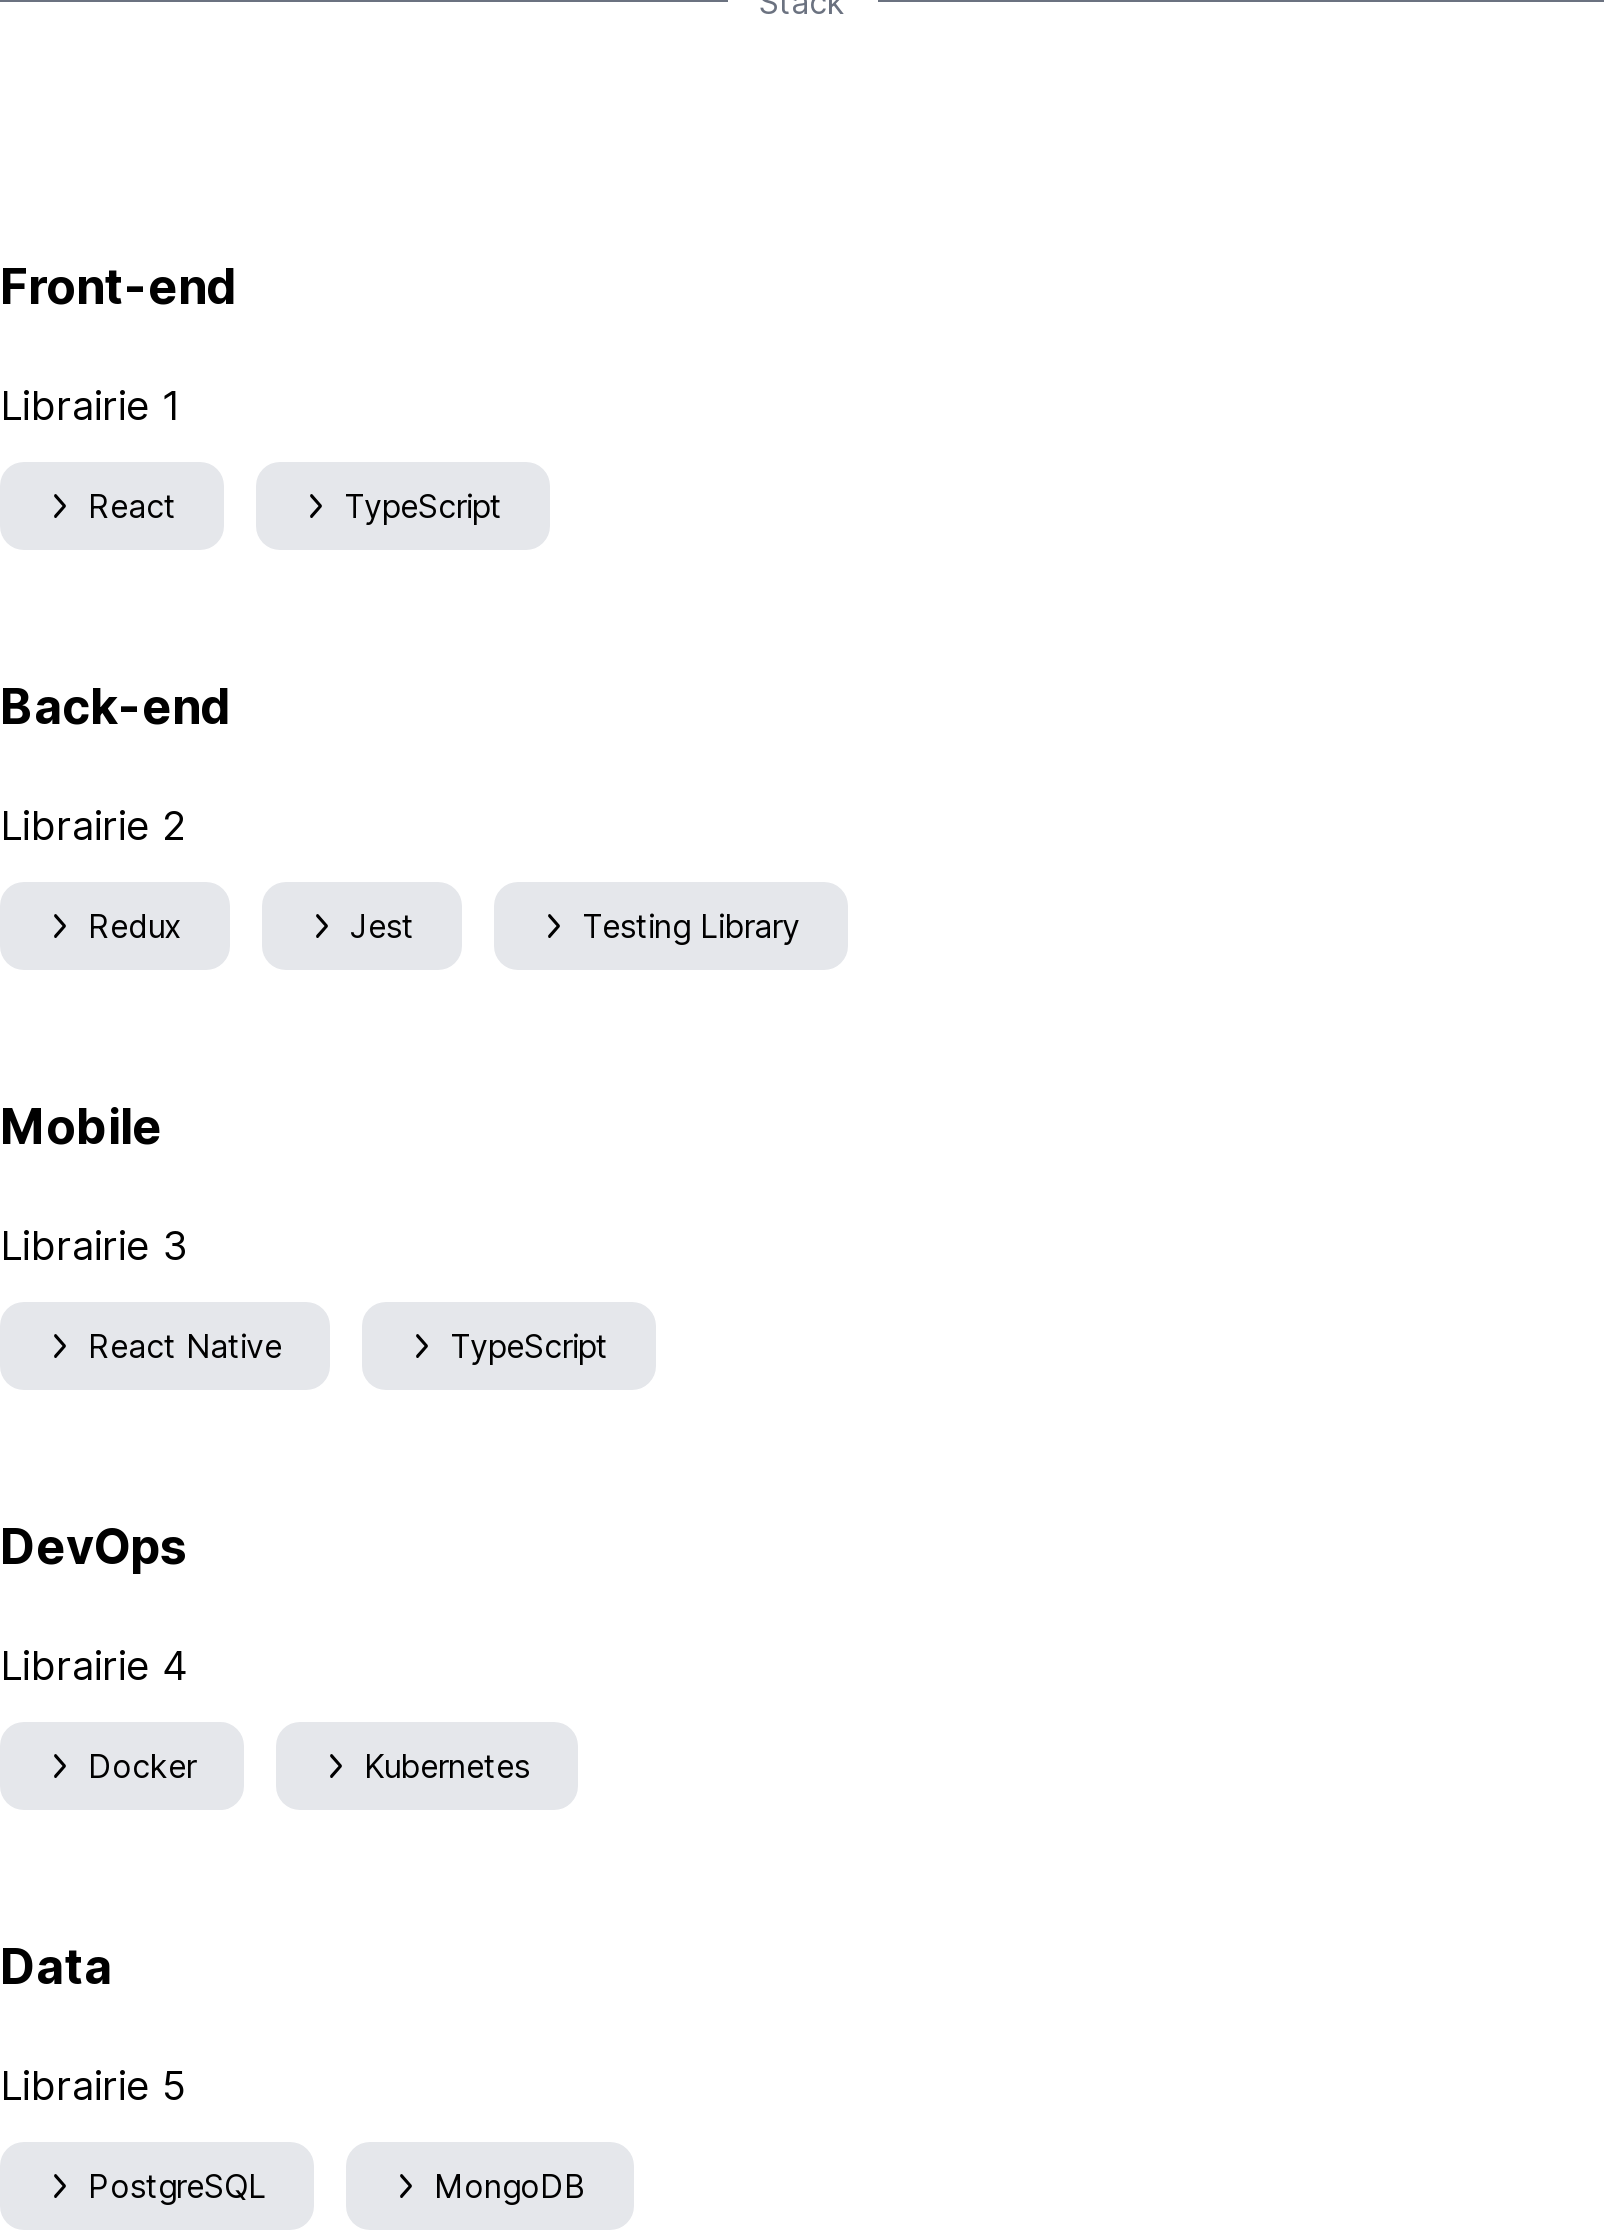 Stack
Front-end
Librairie 1
React TypeScript
Back-end
Librairie 2
Redux Jest Testing Library
Mobile
Librairie 3
React Native TypeScript
DevOps
Librairie 4
Docker Kubernetes
Data
Librairie 5
PostgreSQL MongoDB